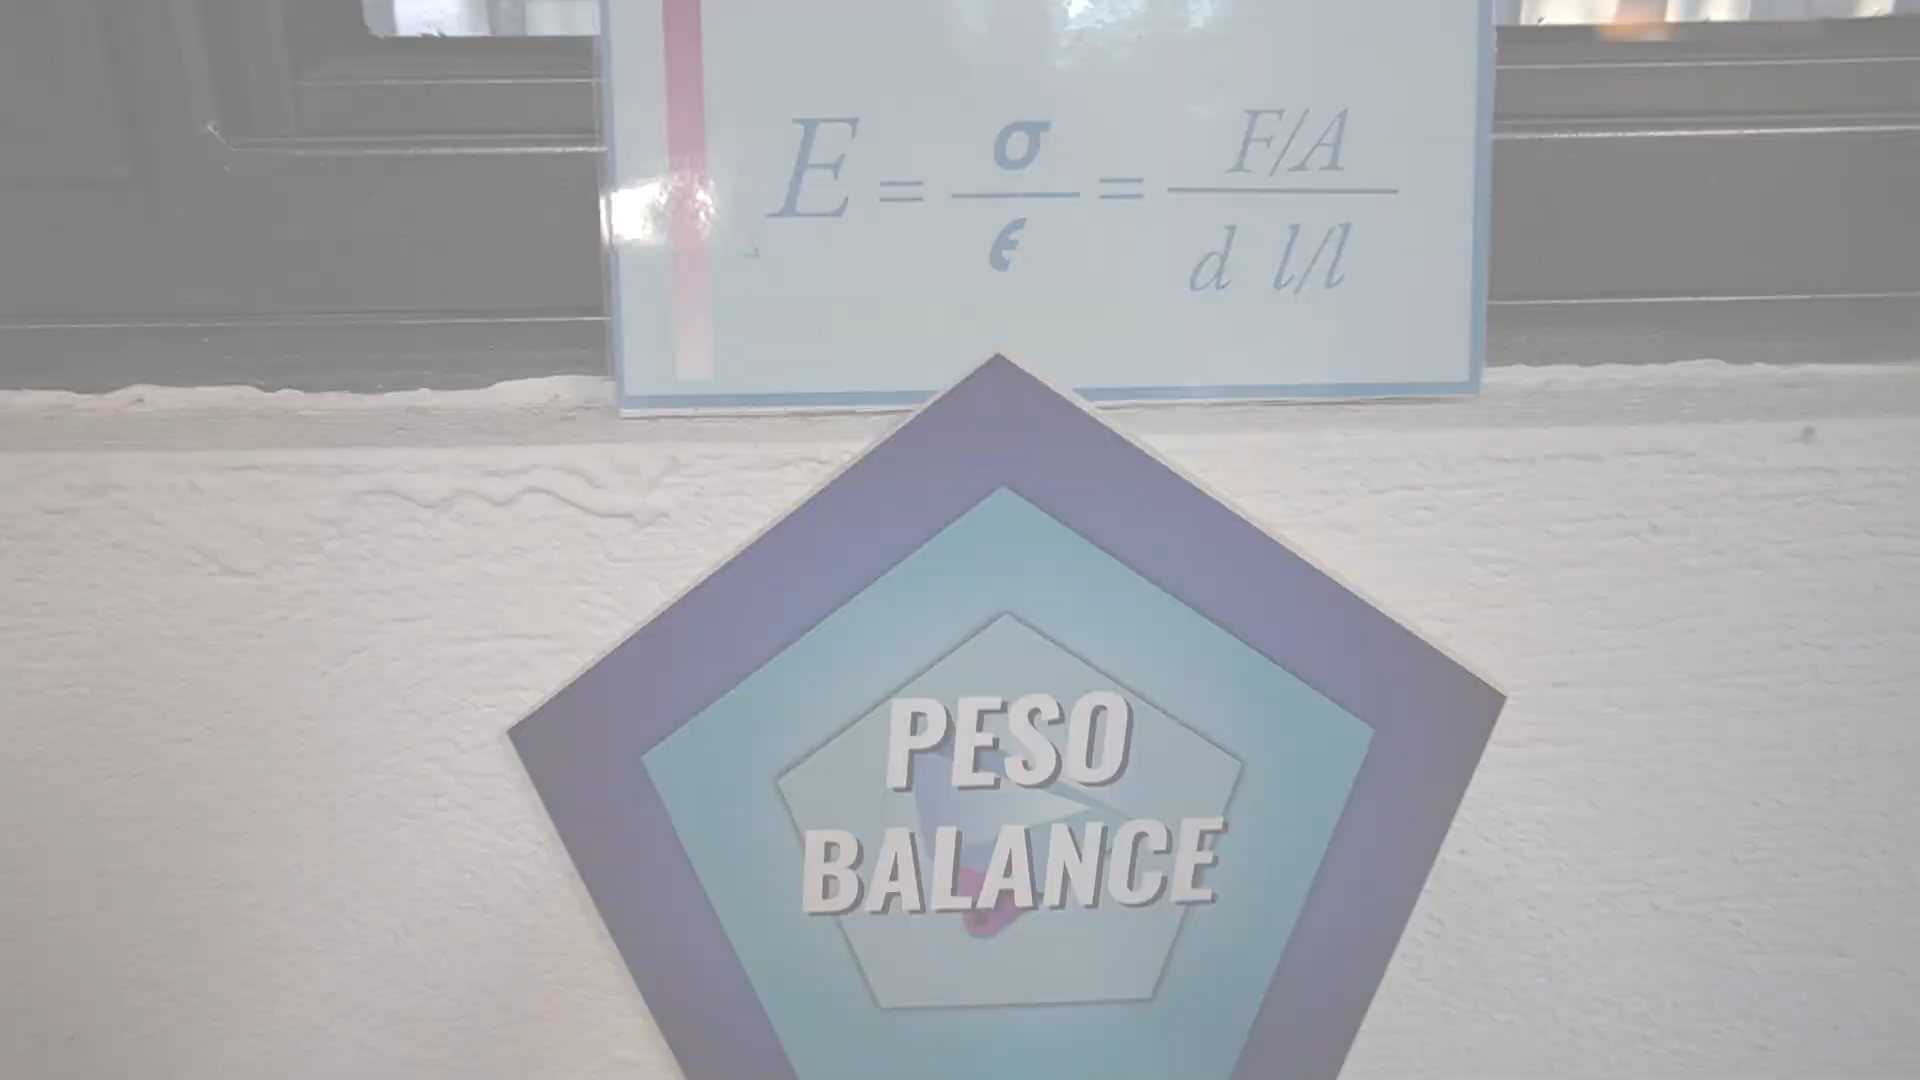 E = σ/ϵ = F/A / d l/l
PESO
BALANCE